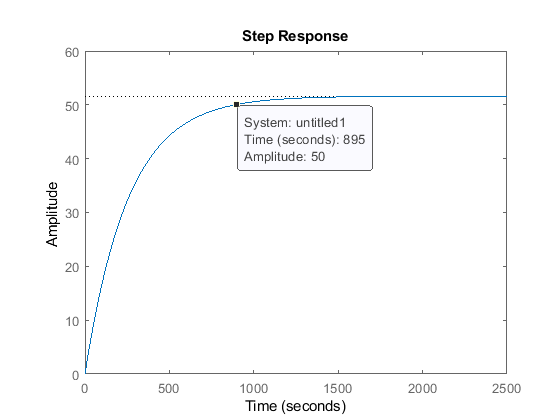 Step Response
60
50
40
30
20
10
0
Amplitude
System: untitled1
Time (seconds): 895
Amplitude: 50
0 500 1000 1500 2000 2500
Time (seconds)